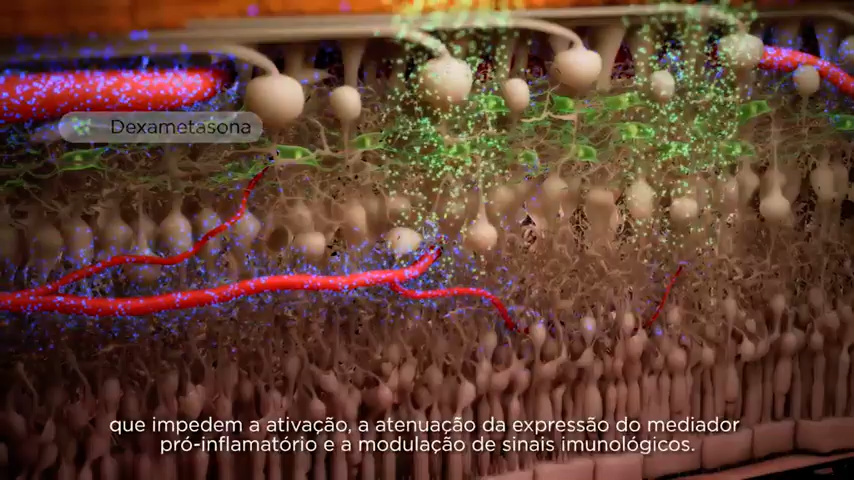 Dexametasona
que impedem a ativação, a atenuação da expressão do mediador
pró-inflamatório e a modulação de sinais imunológicos.